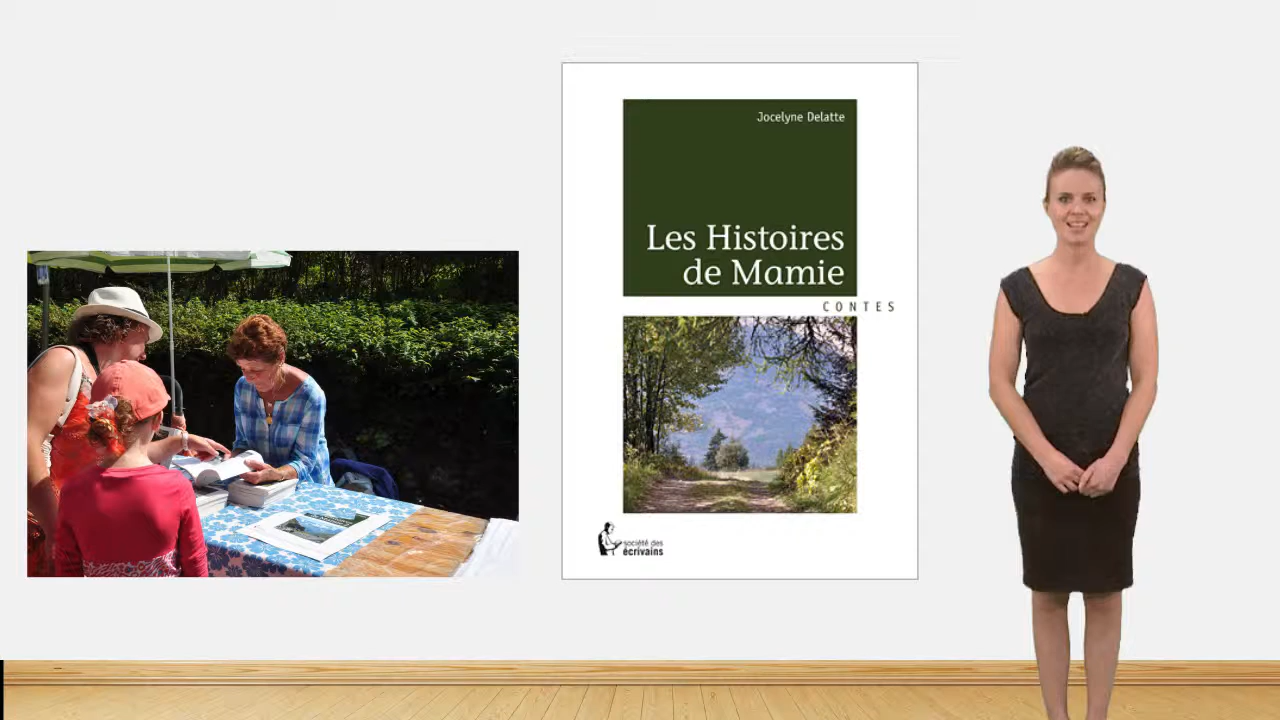 Jocelyne Delatte
Les Histoires
de Mamie
CONTES
société des
écrivains